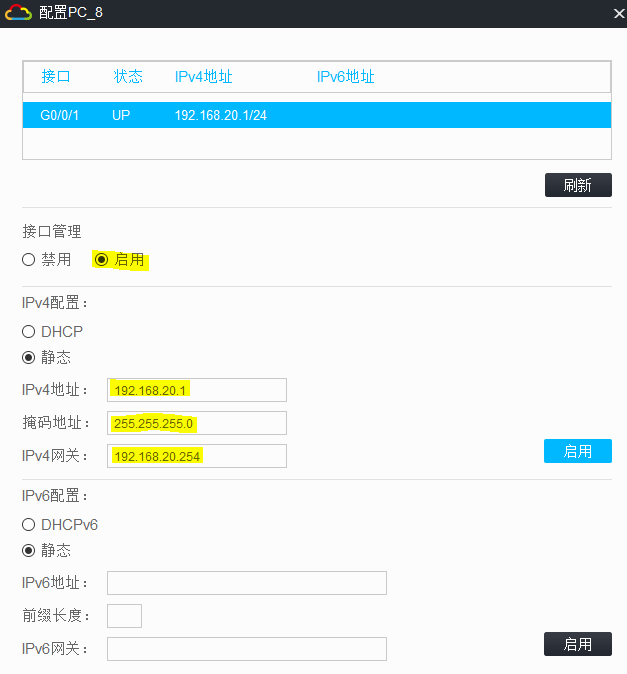 配置PC_8
接口 状态 IPv4地址 IPv6地址
G0/0/1 UP 192.168.20.1/24
刷新
接口管理
禁用 启用
IPv4配置：
DHCP
静态
IPv4地址： 192.168.20.1
掩码地址： 255.255.255.0
IPv4网关： 192.168.20.254
启用
IPv6配置：
DHCPv6
静态
IPv6地址：
前缀长度：
IPv6网关：
启用